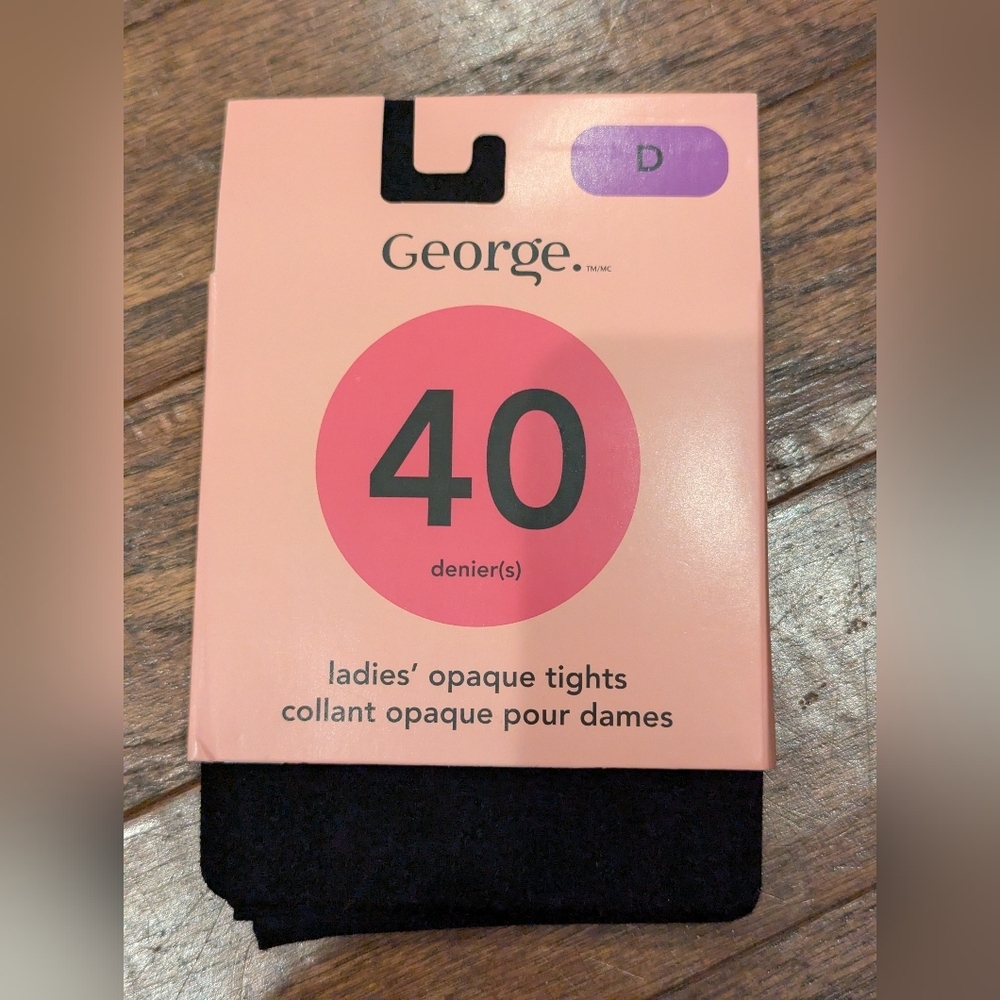 D
George. TM/MC
40
denier(s)
ladies' opaque tights
collant opaque pour dames